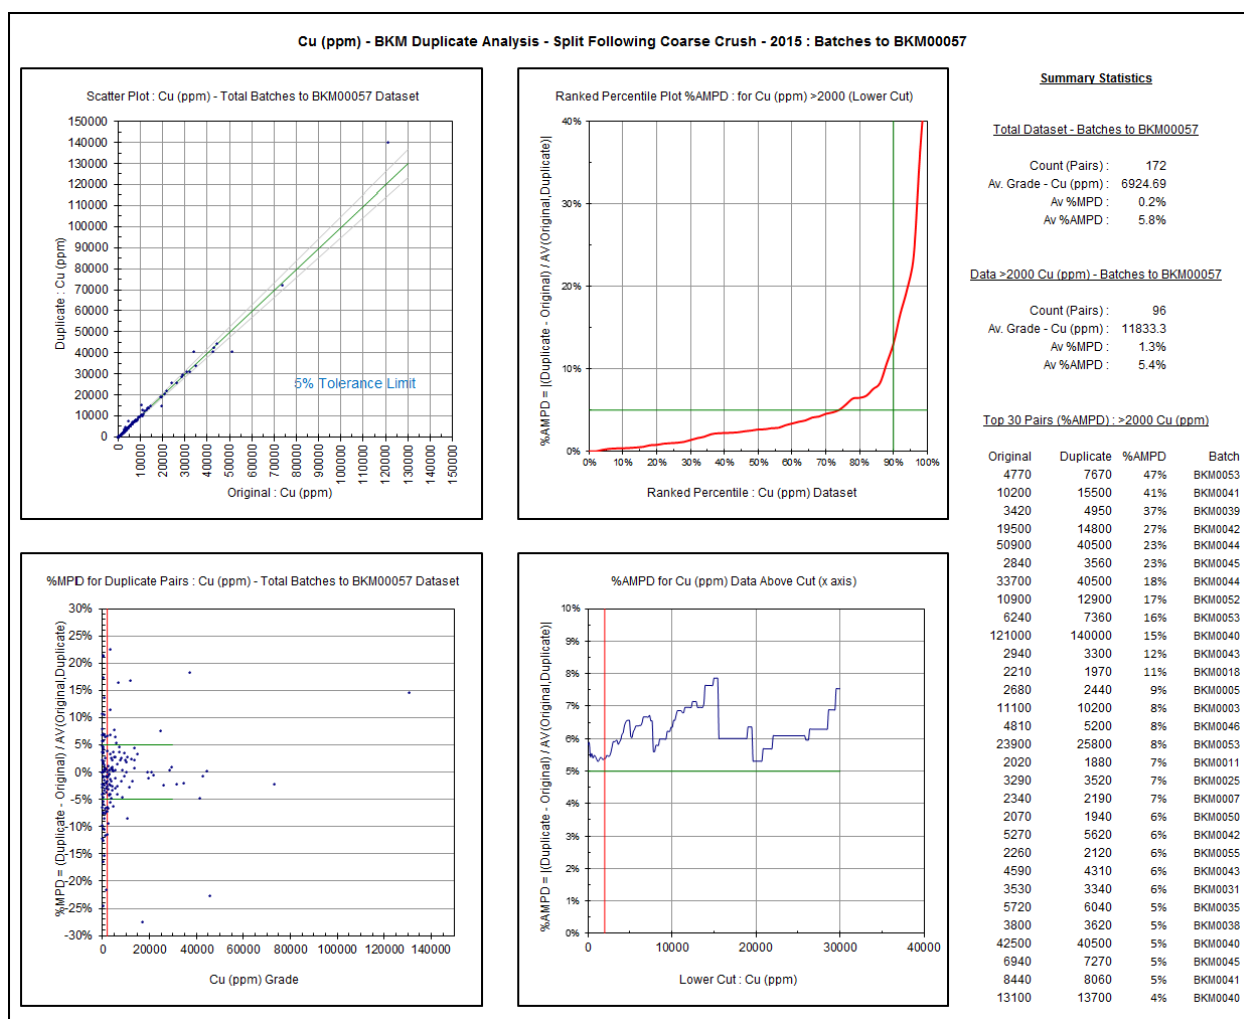 Cu (ppm) - BKM Duplicate Analysis - Split Following Coarse Crush - 2015 : Batches to BKM00057
Scatter Plot : Cu (ppm) - Total Batches to BKM00057 Dataset
Duplicate : Cu (ppm)
150000
140000
130000
120000
110000
100000
90000
80000
70000
60000
50000
40000
30000
20000
10000
0
5% Tolerance Limit
0 10000 20000 30000 40000 50000 60000 70000 80000 90000 100000 110000 120000 130000 140000 150000
Original : Cu (ppm)
Ranked Percentile Plot %AMPD : for Cu (ppm) >2000 (Lower Cut)
%AMPD = |(Duplicate - Original) / AV(Original,Duplicate)|
40%
30%
20%
10%
0%
0% 10% 20% 30% 40% 50% 60% 70% 80% 90% 100%
Ranked Percentile : Cu (ppm) Dataset
%MPD for Duplicate Pairs : Cu (ppm) - Total Batches to BKM00057 Dataset
%MPD = (Duplicate - Original) / AV(Original,Duplicate)
30%
25%
20%
15%
10%
5%
0%
-5%
-10%
-15%
-20%
-25%
-30%
0 20000 40000 60000 80000 100000 120000 140000
Cu (ppm) Grade
%AMPD for Cu (ppm) Data Above Cut (x axis)
%AMPD = |(Duplicate - Original) / AV(Original,Duplicate)|
10%
9%
8%
7%
6%
5%
4%
3%
2%
1%
0%
0 10000 20000 30000 40000
Lower Cut : Cu (ppm)
Summary Statistics
Total Dataset - Batches to BKM00057
Count (Pairs) : 172
Av. Grade - Cu (ppm) : 6924.69
Av %MPD : 0.2%
Av %AMPD : 5.8%
Data >2000 Cu (ppm) - Batches to BKM00057
Count (Pairs) : 96
Av. Grade - Cu (ppm) : 11833.3
Av %MPD : 1.3%
Av %AMPD : 5.4%
Top 30 Pairs (%AMPD) : >2000 Cu (ppm)
Original Duplicate %AMPD Batch
4770 7670 47% BKM0053
10200 15500 41% BKM0041
3420 4950 37% BKM0039
19500 14800 27% BKM0042
50900 40500 23% BKM0044
2840 3560 23% BKM0045
33700 40500 18% BKM0044
10900 12900 17% BKM0052
6240 7360 16% BKM0053
121000 140000 15% BKM0040
2940 3300 12% BKM0043
2210 1970 11% BKM0018
2680 2440 9% BKM0005
11100 10200 8% BKM0003
4810 5200 8% BKM0046
23900 25800 8% BKM0053
2020 1880 7% BKM0011
3290 3520 7% BKM0025
2340 2190 7% BKM0007
2070 1940 6% BKM0050
5270 5620 6% BKM0042
2260 2120 6% BKM0055
4590 4310 6% BKM0043
3530 3340 6% BKM0031
5720 6040 5% BKM0035
3800 3620 5% BKM0038
42500 40500 5% BKM0040
6940 7270 5% BKM0045
8440 8060 5% BKM0041
13100 13700 4% BKM0040